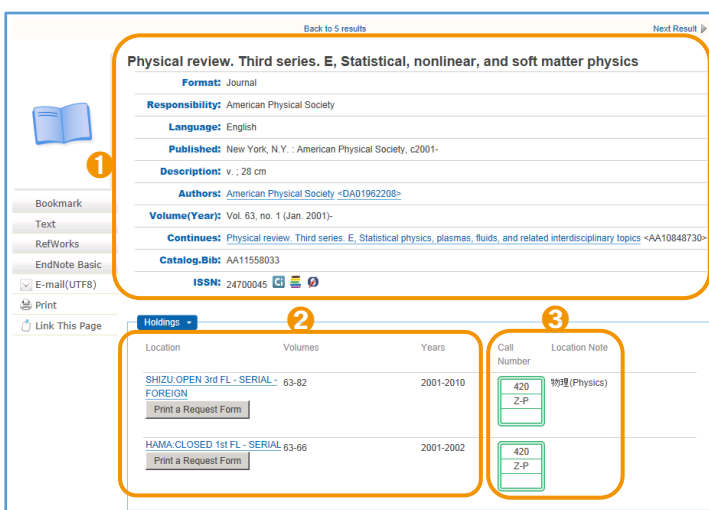 Back to 5 results
Next Result
Physical review. Third series. E, Statistical, nonlinear, and soft matter physics
Format: Journal
Responsibility: American Physical Society
Language: English
Published: New York, N.Y. : American Physical Society, c2001-
Description: v. ; 28 cm
Authors: American Physical Society <DA01962208>
Volume(Year): Vol. 63, no. 1 (Jan. 2001)-
Continues: Physical review. Third series. E, Statistical physics, plasmas, fluids, and related interdisciplinary topics <AA10848730>
Catalog.Bib: AA11558033
ISSN: 24700045 Ci
1
Bookmark
Text
RefWorks
EndNote Basic
E-mail(UTF8)
Print
Link This Page
Holdings
2
3
Location Volumes Years Call Number Location Note
SHIZU:OPEN 3rd FL - SERIAL - FOREIGN 63-82 2001-2010
Print a Request Form
420
Z-P
物理(Physics)
HAMA:CLOSED 1st FL - SERIAL 63-66 2001-2002
Print a Request Form
420
Z-P